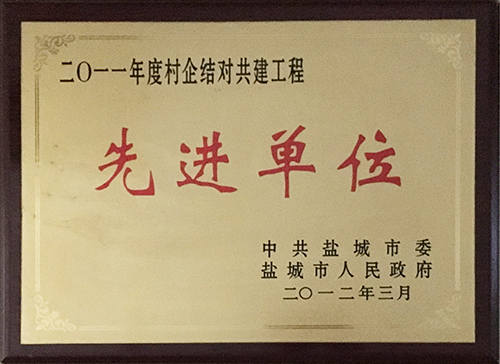 二〇一一年度村企结对共建工程
先进单位
中共盐城市委
盐城市人民政府
二〇一二年三月